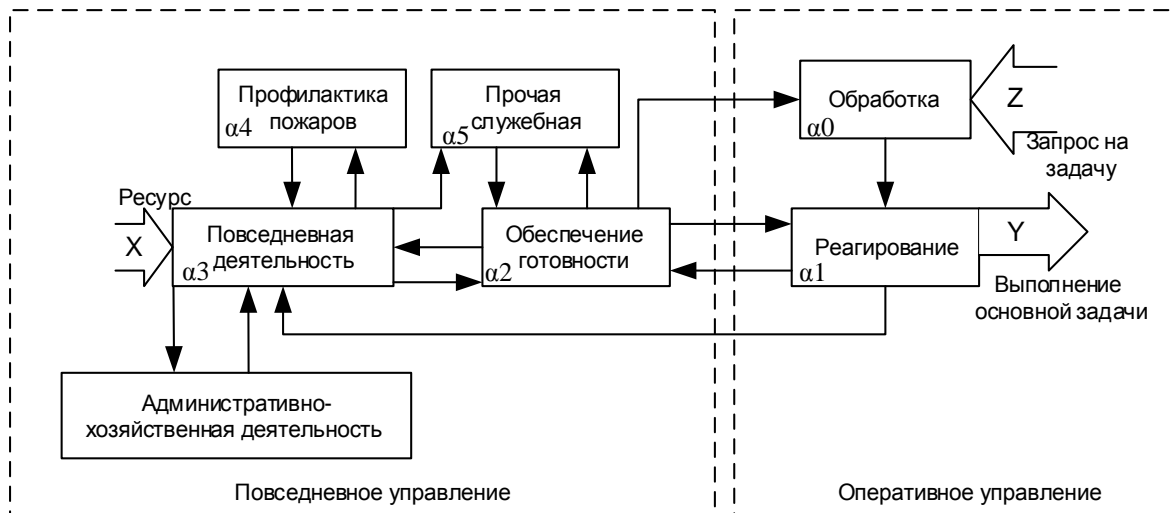 Профилактика
пожаров
α4
Прочая
служебная
α5
Обработка
α0
Z
Запрос на
задачу
Ресурс
X
Повседневная
деятельность
α3
Обеспечение
готовности
α2
Реагирование
α1
Y
Выполнение
основной задачи
Административно-
хозяйственная деятельность
Повседневное управление
Оперативное управление